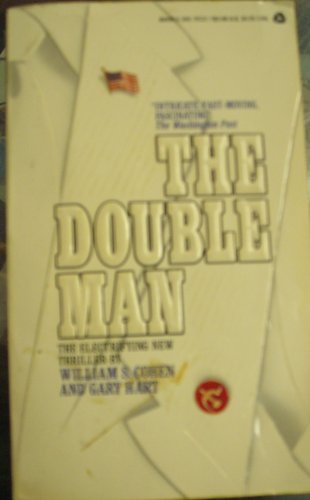 "INTRICATE, FAST-MOVING,
FASCINATING!"
The Washington Post
THE
DOUBLE
MAN
THE ELECTRIFYING NEW
THRILLER BY
WILLIAM S. COHEN
AND GARY HART